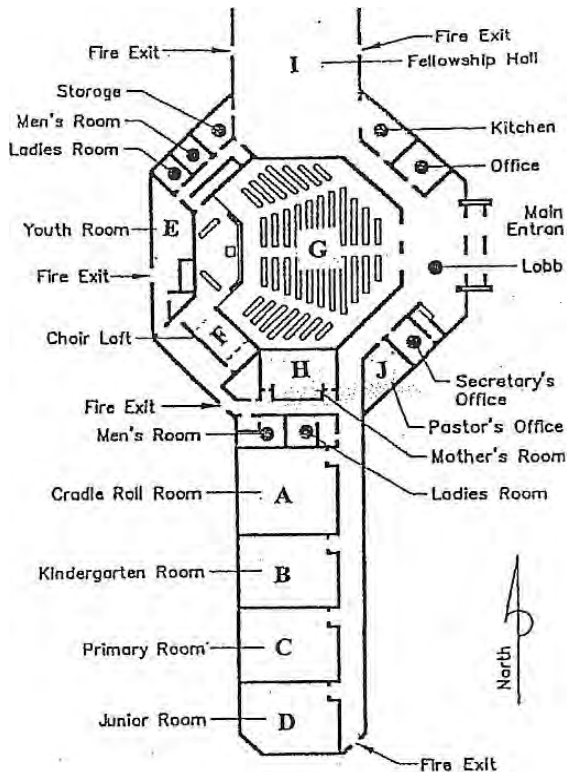 Fire Exit
Fire Exit
I
Fellowship Hall
Storage
Men's Room
Ladies Room
Kitchen
Office
Youth Room
E
Main
Entran
G
Fire Exit
Lobb
Choir Loft
F
H
J
Secretary's
Office
Fire Exit
Pastor's Office
Men's Room
Mother's Room
Cradle Roll Room
A
Ladies Room
Kindergarten Room
B
Primary Room
C
North
Junior Room
D
Fire Exit